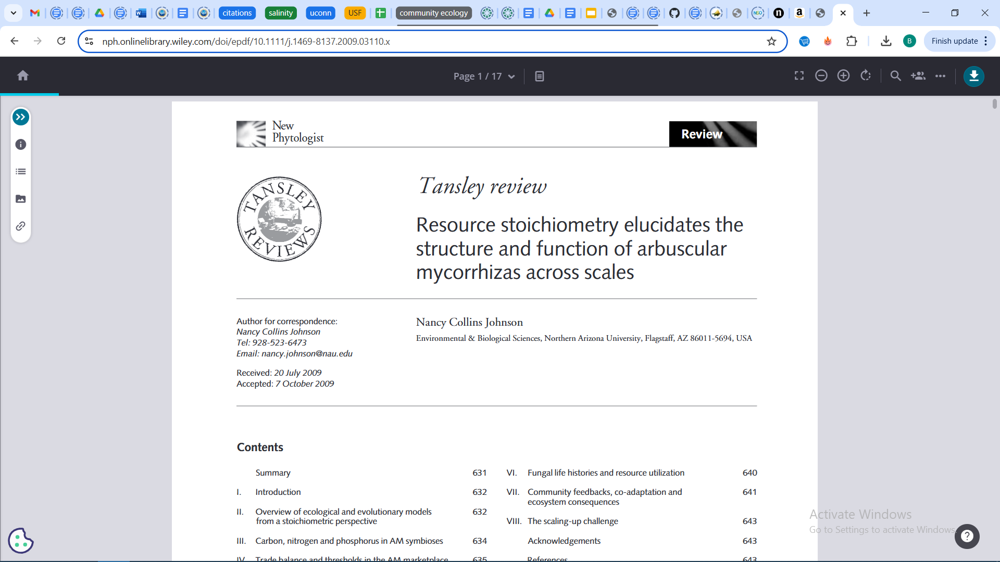 citations
salinity
uconn
USF
community ecology
nph.onlinelibrary.wiley.com/doi/epdf/10.1111/j.1469-8137.2009.03110.x
B
Finish update
Page 1 / 17
New
Phytologist
Review
TANSLEY
REVIEWS
Tansley review
Resource stoichiometry elucidates the
structure and function of arbuscular
mycorrhizas across scales
Author for correspondence:
Nancy Collins Johnson
Tel: 928-523-6473
Email: nancy.johnson@nau.edu
Received: 20 July 2009
Accepted: 7 October 2009
Nancy Collins Johnson
Environmental & Biological Sciences, Northern Arizona University, Flagstaff, AZ 86011-5694, USA
Contents
Summary 631
I. Introduction 632
II. Overview of ecological and evolutionary models 632
from a stoichiometric perspective
III. Carbon, nitrogen and phosphorus in AM symbioses 634
IV. Trade balance and thresholds in the AM marketplace 635
VI. Fungal life histories and resource utilization 640
VII. Community feedbacks, co-adaptation and 641
ecosystem consequences
VIII. The scaling-up challenge 643
Acknowledgements 643
References 643
Activate Windows
Go to Settings to activate Windows.